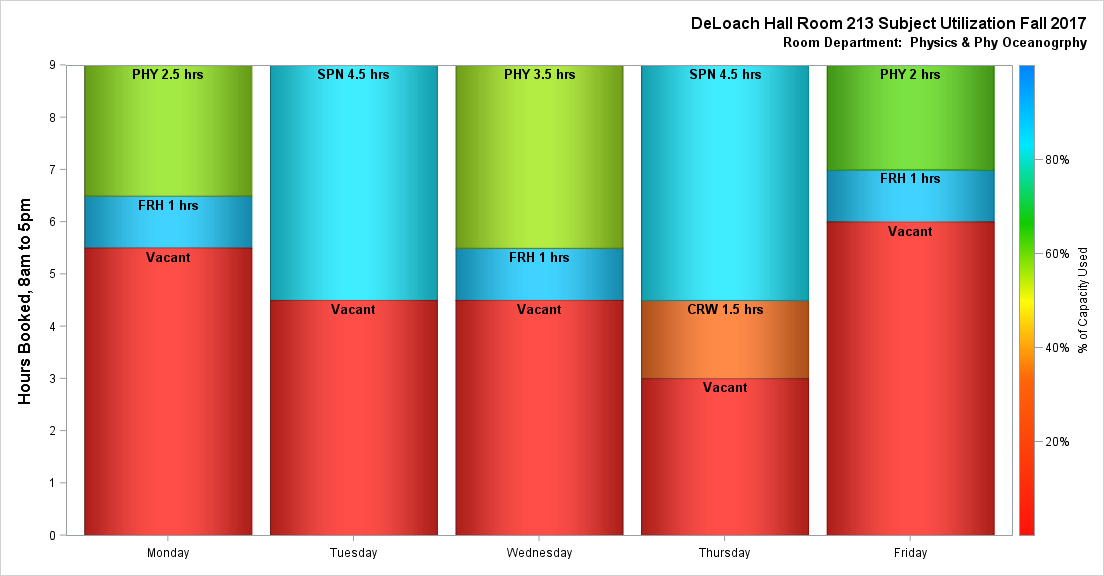 DeLoach Hall Room 213 Subject Utilization Fall 2017
Room Department:  Physics & Phy Oceanogrphy
Hours Booked, 8am to 5pm
9
8
7
6
5
4
3
2
1
0
PHY 2.5 hrs
FRH 1 hrs
Vacant
SPN 4.5 hrs
Vacant
PHY 3.5 hrs
FRH 1 hrs
Vacant
SPN 4.5 hrs
CRW 1.5 hrs
Vacant
PHY 2 hrs
FRH 1 hrs
Vacant
Monday
Tuesday
Wednesday
Thursday
Friday
80%
60%
40%
20%
% of Capacity Used